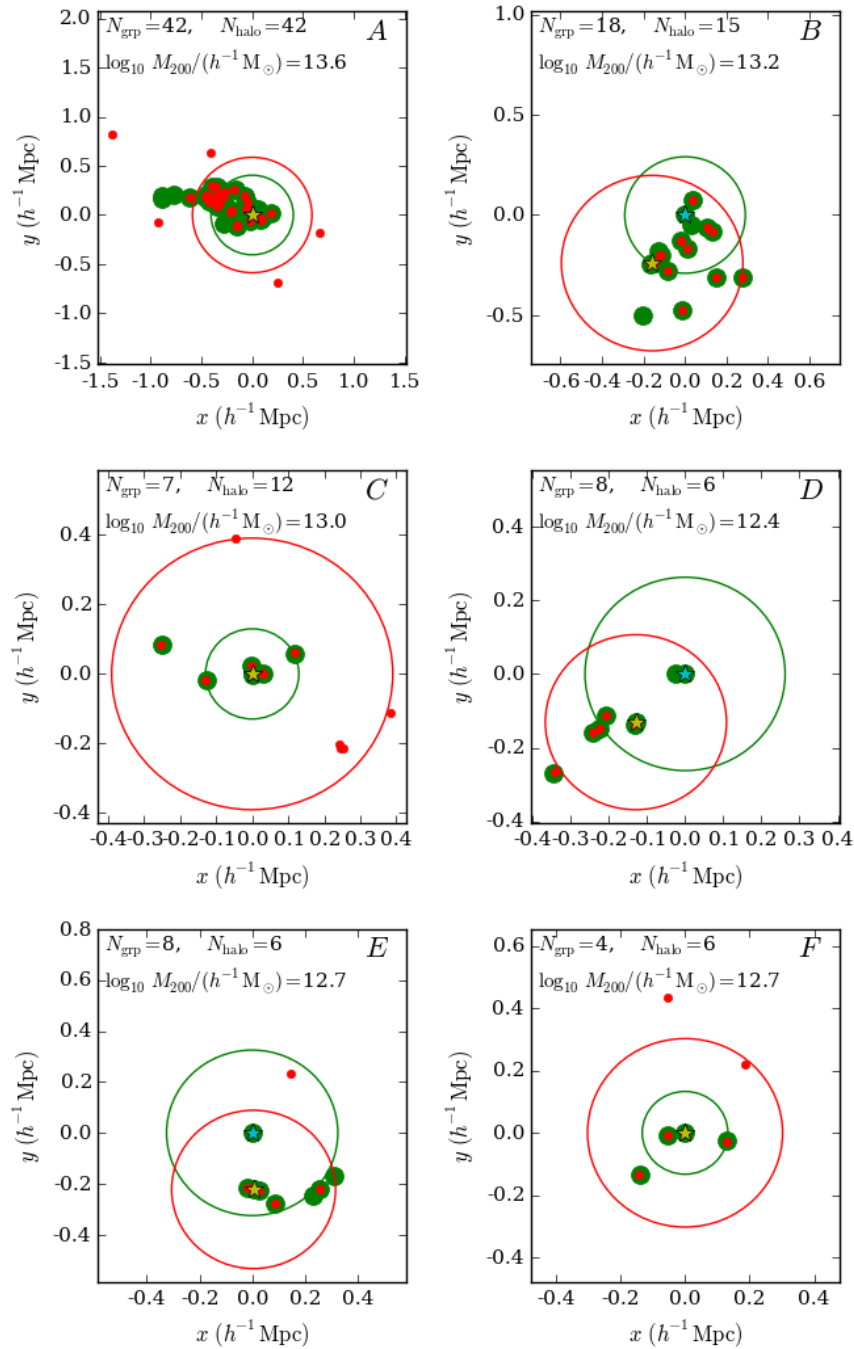 N_grp=42, N_halo=42 A
log₁₀ M₂₀₀/(h⁻¹ M_⊙)=13.6
2.0
1.5
1.0
0.5
0.0
-0.5
-1.0
-1.5
y (h⁻¹ Mpc)
-1.5 -1.0 -0.5 0.0 0.5 1.0 1.5
x (h⁻¹ Mpc)
N_grp=18, N_halo=15 B
log₁₀ M₂₀₀/(h⁻¹ M_⊙)=13.2
1.0
0.5
0.0
-0.5
y (h⁻¹ Mpc)
-0.6 -0.4 -0.2 0.0 0.2 0.4 0.6
x (h⁻¹ Mpc)
N_grp=7, N_halo=12 C
log₁₀ M₂₀₀/(h⁻¹ M_⊙)=13.0
0.4
0.2
0.0
-0.2
-0.4
y (h⁻¹ Mpc)
-0.4 -0.3 -0.2 -0.1 0.0 0.1 0.2 0.3 0.4
x (h⁻¹ Mpc)
N_grp=8, N_halo=6 D
log₁₀ M₂₀₀/(h⁻¹ M_⊙)=12.4
0.4
0.2
0.0
-0.2
-0.4
y (h⁻¹ Mpc)
-0.4 -0.3 -0.2 -0.1 0.0 0.1 0.2 0.3 0.4
x (h⁻¹ Mpc)
N_grp=8, N_halo=6 E
log₁₀ M₂₀₀/(h⁻¹ M_⊙)=12.7
0.8
0.6
0.4
0.2
0.0
-0.2
-0.4
y (h⁻¹ Mpc)
-0.4 -0.2 0.0 0.2 0.4
x (h⁻¹ Mpc)
N_grp=4, N_halo=6 F
log₁₀ M₂₀₀/(h⁻¹ M_⊙)=12.7
0.6
0.4
0.2
0.0
-0.2
-0.4
y (h⁻¹ Mpc)
-0.4 -0.2 0.0 0.2 0.4
x (h⁻¹ Mpc)